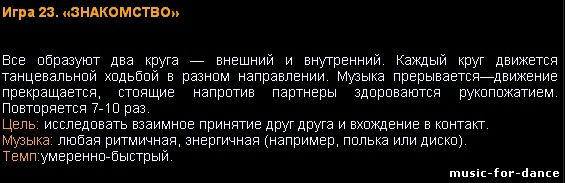 Игра 23. «ЗНАКОМСТВО»
Все образуют два круга — внешний и внутренний. Каждый круг движется
танцевальной ходьбой в разном направлении. Музыка прерывается—движение
прекращается, стоящие напротив партнеры здороваются рукопожатием.
Повторяется 7-10 раз.
Цель: исследовать взаимное принятие друг друга и вхождение в контакт.
Музыка: любая ритмичная, энергичная (например, полька или диско).
Темп:умеренно-быстрый.
music-for-dance